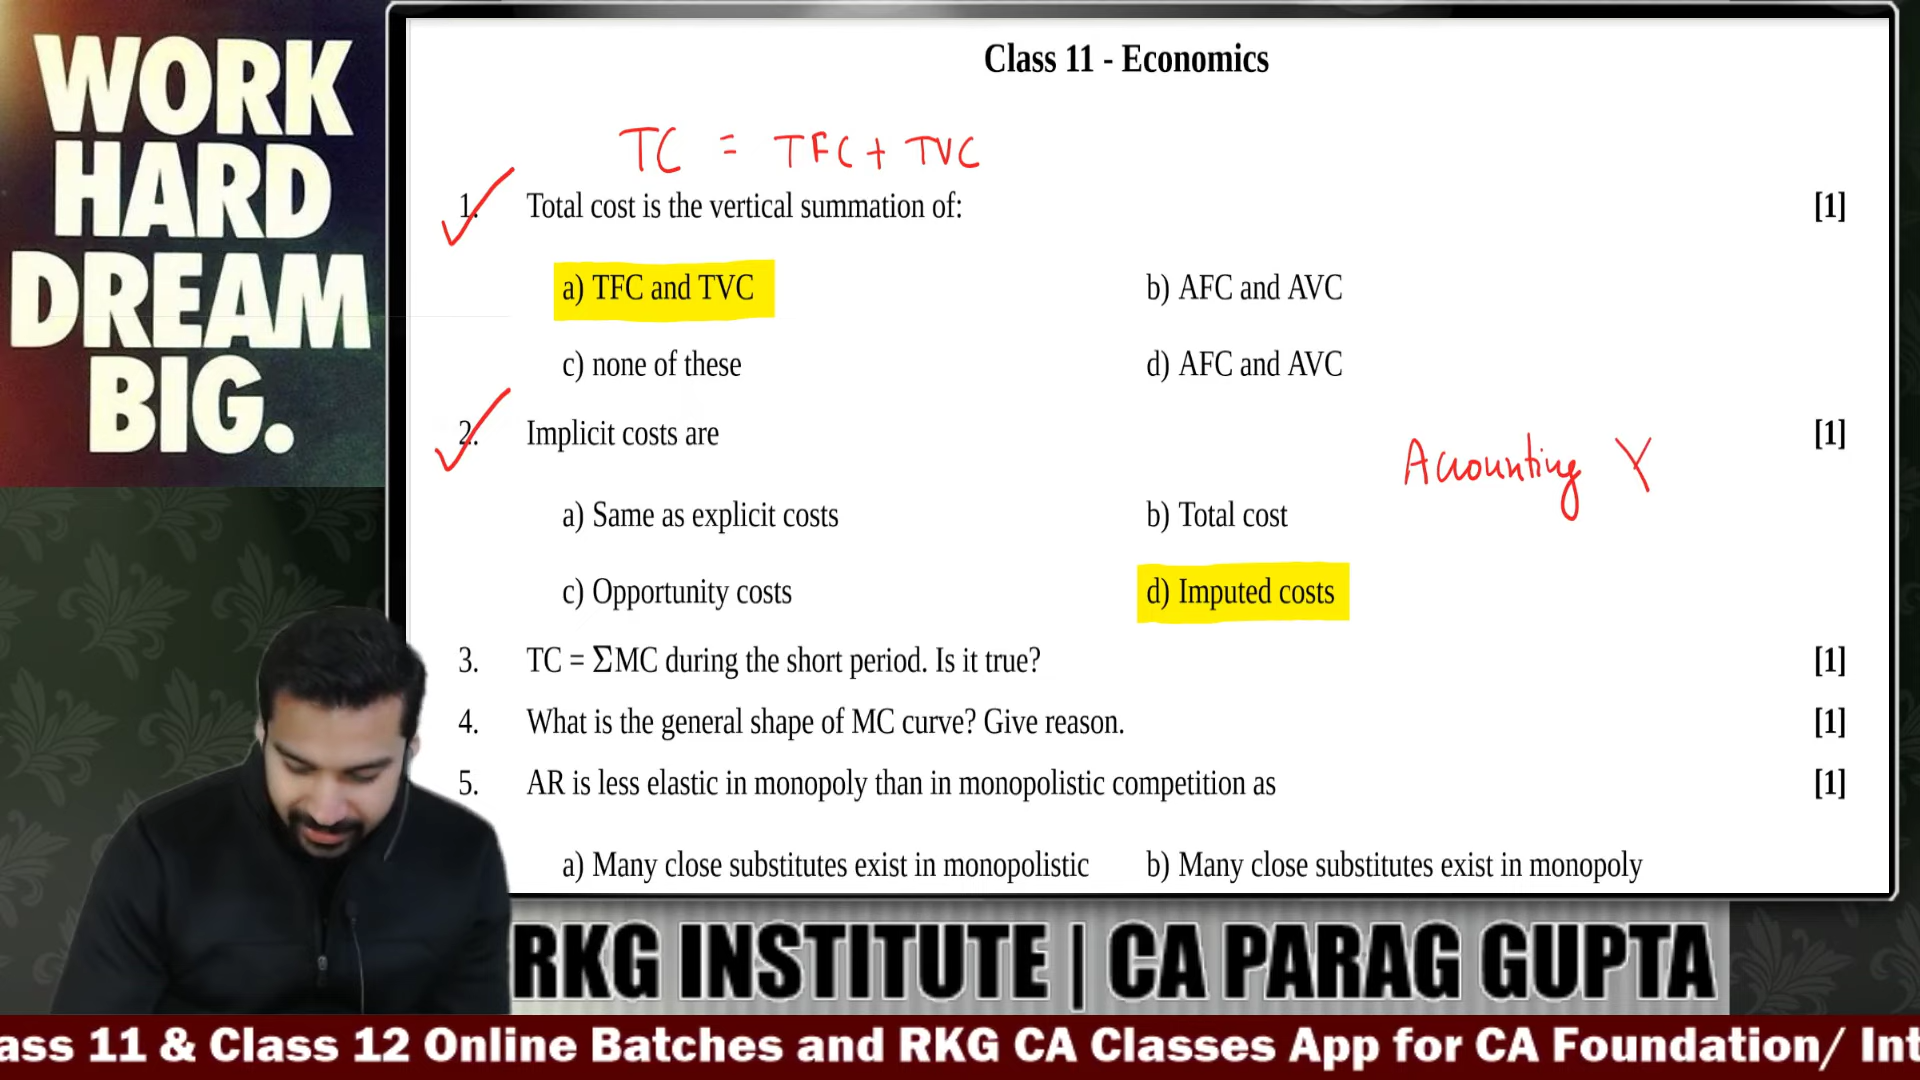 WORK
HARD
DREAM
BIG.
Class 11 - Economics
TC = TFC + TVC
1. Total cost is the vertical summation of: [1]
a) TFC and TVC b) AFC and AVC
c) none of these d) AFC and AVC
2. Implicit costs are [1]
Accounting
a) Same as explicit costs b) Total cost
c) Opportunity costs d) Imputed costs
3. TC = ΣMC during the short period. Is it true? [1]
4. What is the general shape of MC curve? Give reason. [1]
5. AR is less elastic in monopoly than in monopolistic competition as [1]
a) Many close substitutes exist in monopolistic b) Many close substitutes exist in monopoly
RKG INSTITUTE | CA PARAG GUPTA
ass 11 & Class 12 Online Batches and RKG CA Classes App for CA Foundation/ Int